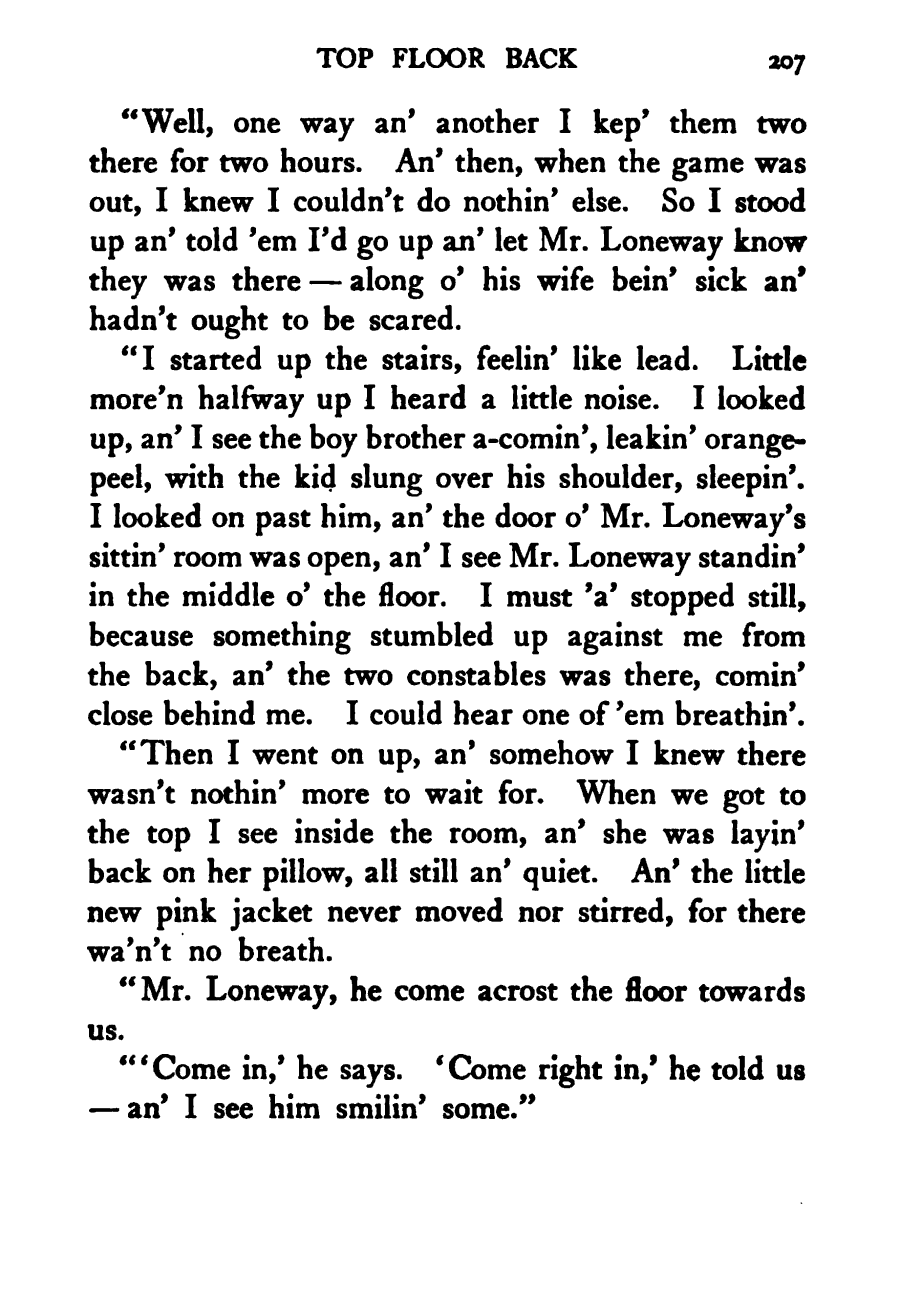 TOP FLOOR BACK 207
“Well, one way an’ another I kep’ them two
there for two hours. An’ then, when the game was
out, I knew I couldn’t do nothin’ else. So I stood
up an’ told ’em I’d go up an’ let Mr. Loneway know
they was there — along o’ his wife bein’ sick an’
hadn’t ought to be scared.
“I started up the stairs, feelin’ like lead. Little
more’n halfway up I heard a little noise. I looked
up, an’ I see the boy brother a-comin’, leakin’ orange-
peel, with the kid slung over his shoulder, sleepin’.
I looked on past him, an’ the door o’ Mr. Loneway’s
sittin’ room was open, an’ I see Mr. Loneway standin’
in the middle o’ the floor. I must ’a’ stopped still,
because something stumbled up against me from
the back, an’ the two constables was there, comin’
close behind me. I could hear one of ’em breathin’.
“Then I went on up, an’ somehow I knew there
wasn’t nothin’ more to wait for. When we got to
the top I see inside the room, an’ she was layin’
back on her pillow, all still an’ quiet. An’ the little
new pink jacket never moved nor stirred, for there
wa’n’t no breath.
“Mr. Loneway, he come acrost the floor towards
us.
“‘Come in,’ he says. ‘Come right in,’ he told us
— an’ I see him smilin’ some.”